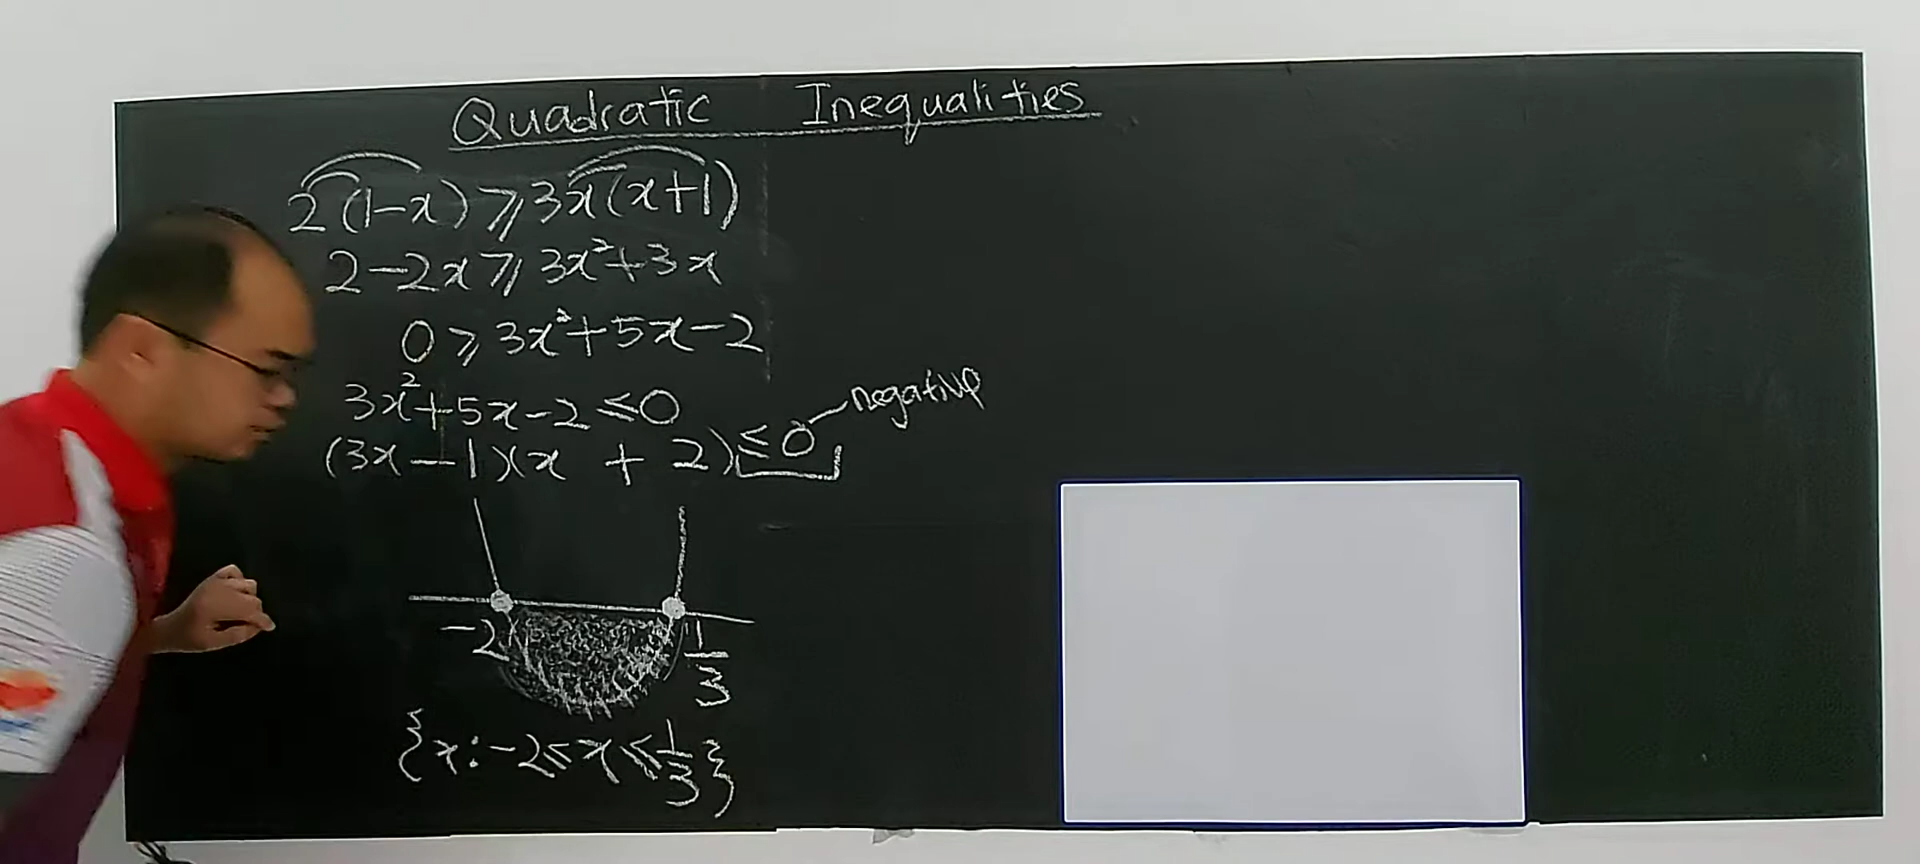 Quadratic Inequalities
2(1-x) ⩾ 3x(x+1)
2-2x ⩾ 3x²+3x
0 ⩾ 3x²+5x-2
3x²+5x-2 ≤ 0
negative
(3x-1)(x + 2) ≤ 0
-2 1/3
{x: -2 ≤ x ≤ 1/3}